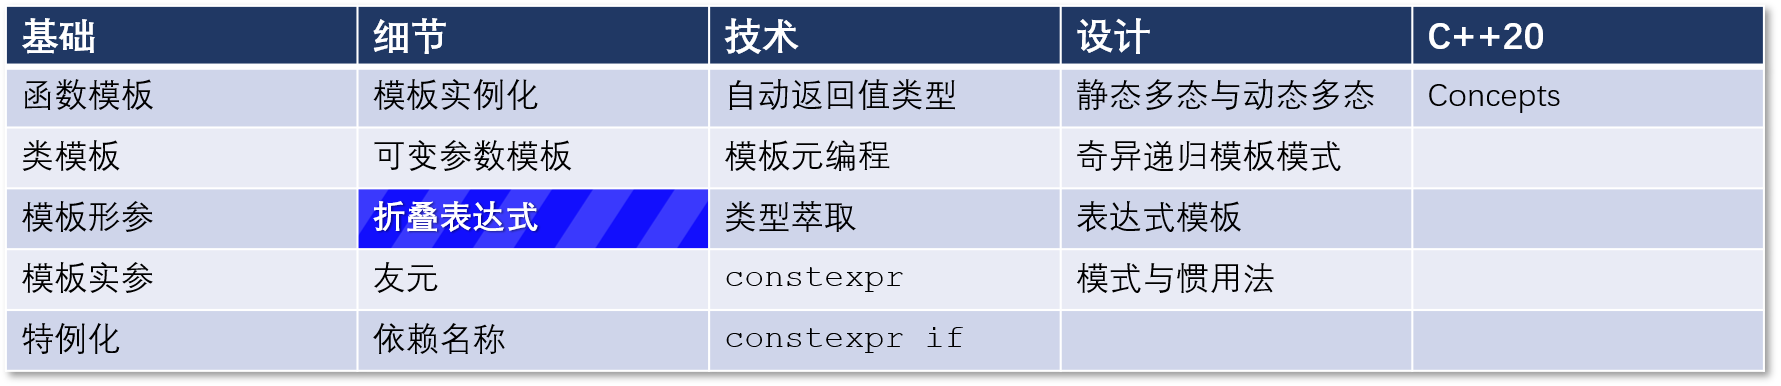 基础 细节 技术 设计 C++20
函数模板 模板实例化 自动返回值类型 静态多态与动态多态 Concepts
类模板 可变参数模板 模板元编程 奇异递归模板模式
模板形参 折叠表达式 类型萃取 表达式模板
模板实参 友元 constexpr 模式与惯用法
特例化 依赖名称 constexpr if